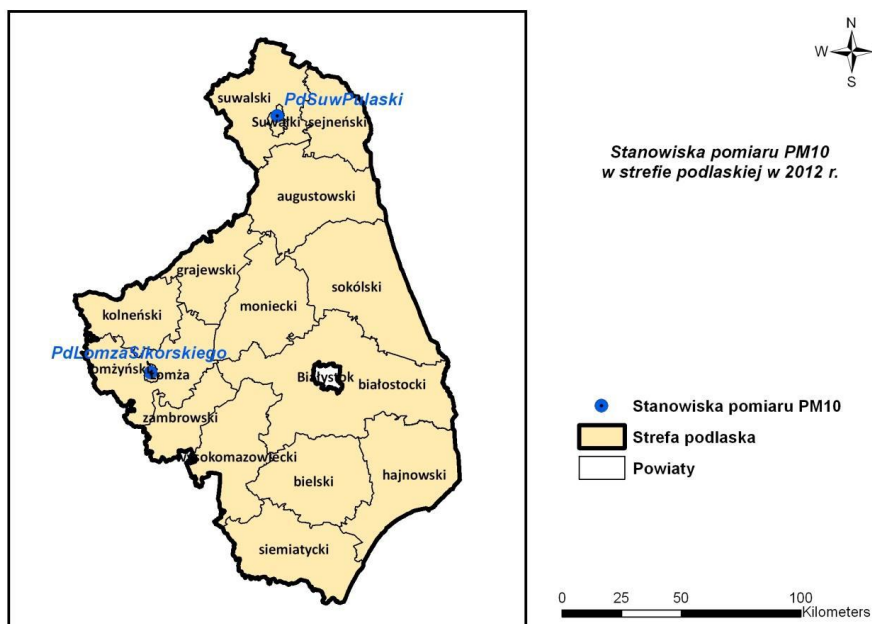 N
W E
S
Stanowiska pomiaru PM10
w strefie podlaskiej w 2012 r.
suwalski
PdSuwPulaski
Suwałki
sejneński
augustowski
grajewski
sokólski
moniecki
kolneński
PdLomzaSikorskiego
łomżyński
Łomża
Białystok
białostocki
zambrowski
wysokomazowiecki
bielski
hajnowski
siemiatycki
Stanowiska pomiaru PM10
Strefa podlaska
Powiaty
0 25 50 100
Kilometers